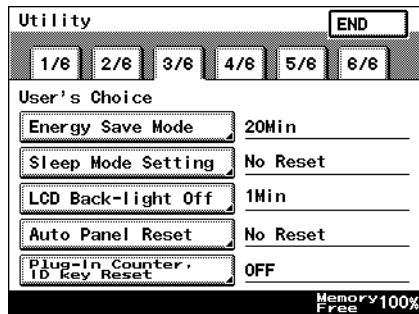 Utility END
1/6 2/6 3/6 4/6 5/6 6/6
User's Choice
Energy Save Mode 20Min
Sleep Mode Setting No Reset
LCD Back-light Off 1Min
Auto Panel Reset No Reset
Plug-In Counter,
ID key Reset OFF
Memory
Free 100%